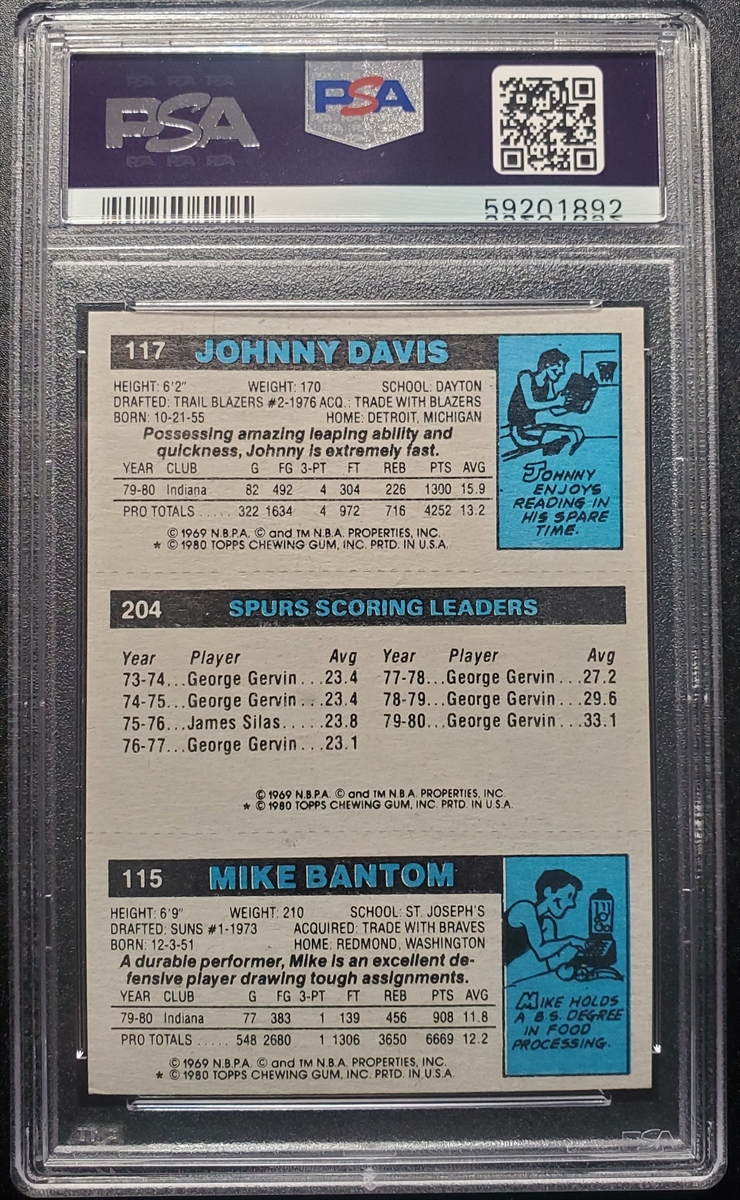 PSA
PSA
59201892
117 JOHNNY DAVIS
HEIGHT: 6'2" WEIGHT: 170 SCHOOL: DAYTON
DRAFTED: TRAIL BLAZERS #2-1976 ACQ.: TRADE WITH BLAZERS
BORN: 10-21-55 HOME: DETROIT, MICHIGAN
Possessing amazing leaping ability and
quickness, Johnny is extremely fast.
YEAR CLUB G FG 3-PT FT REB PTS AVG
79-80 Indiana 82 492 4 304 226 1300 15.9
PRO TOTALS..... 322 1634 4 972 716 4252 13.2
© 1969 N.B.P.A. © and TM N.B.A. PROPERTIES, INC.
* © 1980 TOPPS CHEWING GUM, INC. PRTD. IN U.S.A.
JOHNNY
ENJOYS
READING IN
HIS SPARE
TIME.
204 SPURS SCORING LEADERS
Year Player Avg Year Player Avg
73-74...George Gervin...23.4 77-78...George Gervin...27.2
74-75...George Gervin...23.4 78-79...George Gervin...29.6
75-76...James Silas.....23.8 79-80...George Gervin...33.1
76-77...George Gervin...23.1
© 1969 N.B.P.A. © and TM N.B.A. PROPERTIES, INC.
* © 1980 TOPPS CHEWING GUM, INC. PRTD. IN U.S.A.
115 MIKE BANTOM
HEIGHT: 6'9" WEIGHT: 210 SCHOOL: ST. JOSEPH'S
DRAFTED: SUNS #1-1973 ACQUIRED: TRADE WITH BRAVES
BORN: 12-3-51 HOME: REDMOND, WASHINGTON
A durable performer, Mike is an excellent de-
fensive player drawing tough assignments.
YEAR CLUB G FG 3-PT FT REB PTS AVG
79-80 Indiana 77 383 1 139 456 908 11.8
PRO TOTALS..... 548 2680 1 1306 3650 6669 12.2
© 1969 N.B.P.A. © and TM N.B.A. PROPERTIES, INC.
* © 1980 TOPPS CHEWING GUM, INC. PRTD. IN U.S.A.
MIKE HOLDS
A B.S. DEGREE
IN FOOD
PROCESSING.
PSA